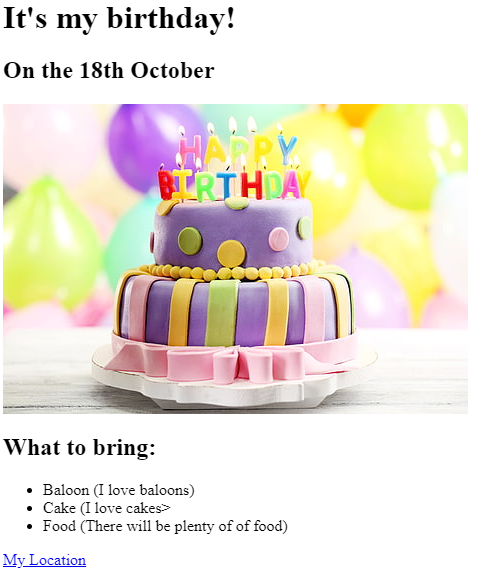 It's my birthday!
On the 18th October
HAPPY
BIRTHDAY
What to bring:
Baloon (I love baloons)
Cake (I love cakes>
Food (There will be plenty of of food)
My Location